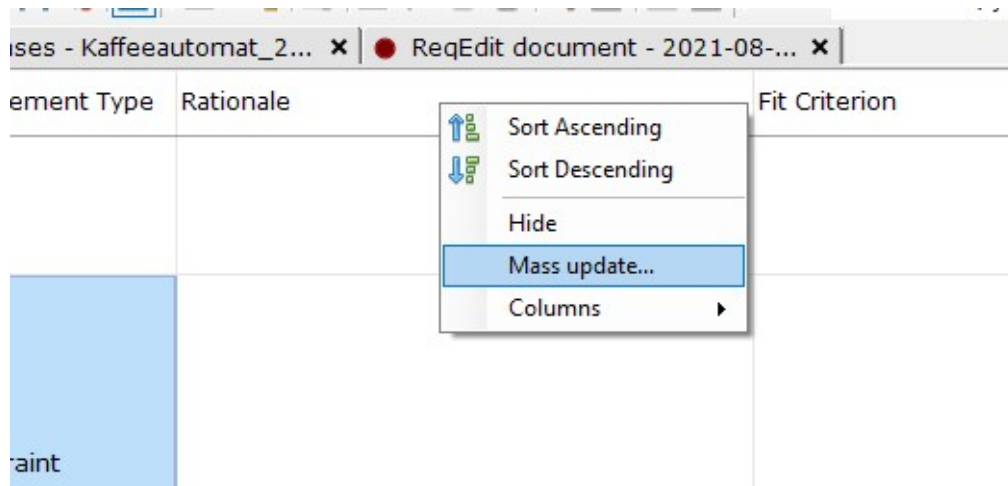 ses - Kaffeeautomat_2... × ReqEdit document - 2021-08-... ×
ement Type Rationale Fit Criterion
Sort Ascending
Sort Descending
Hide
Mass update...
Columns
raint